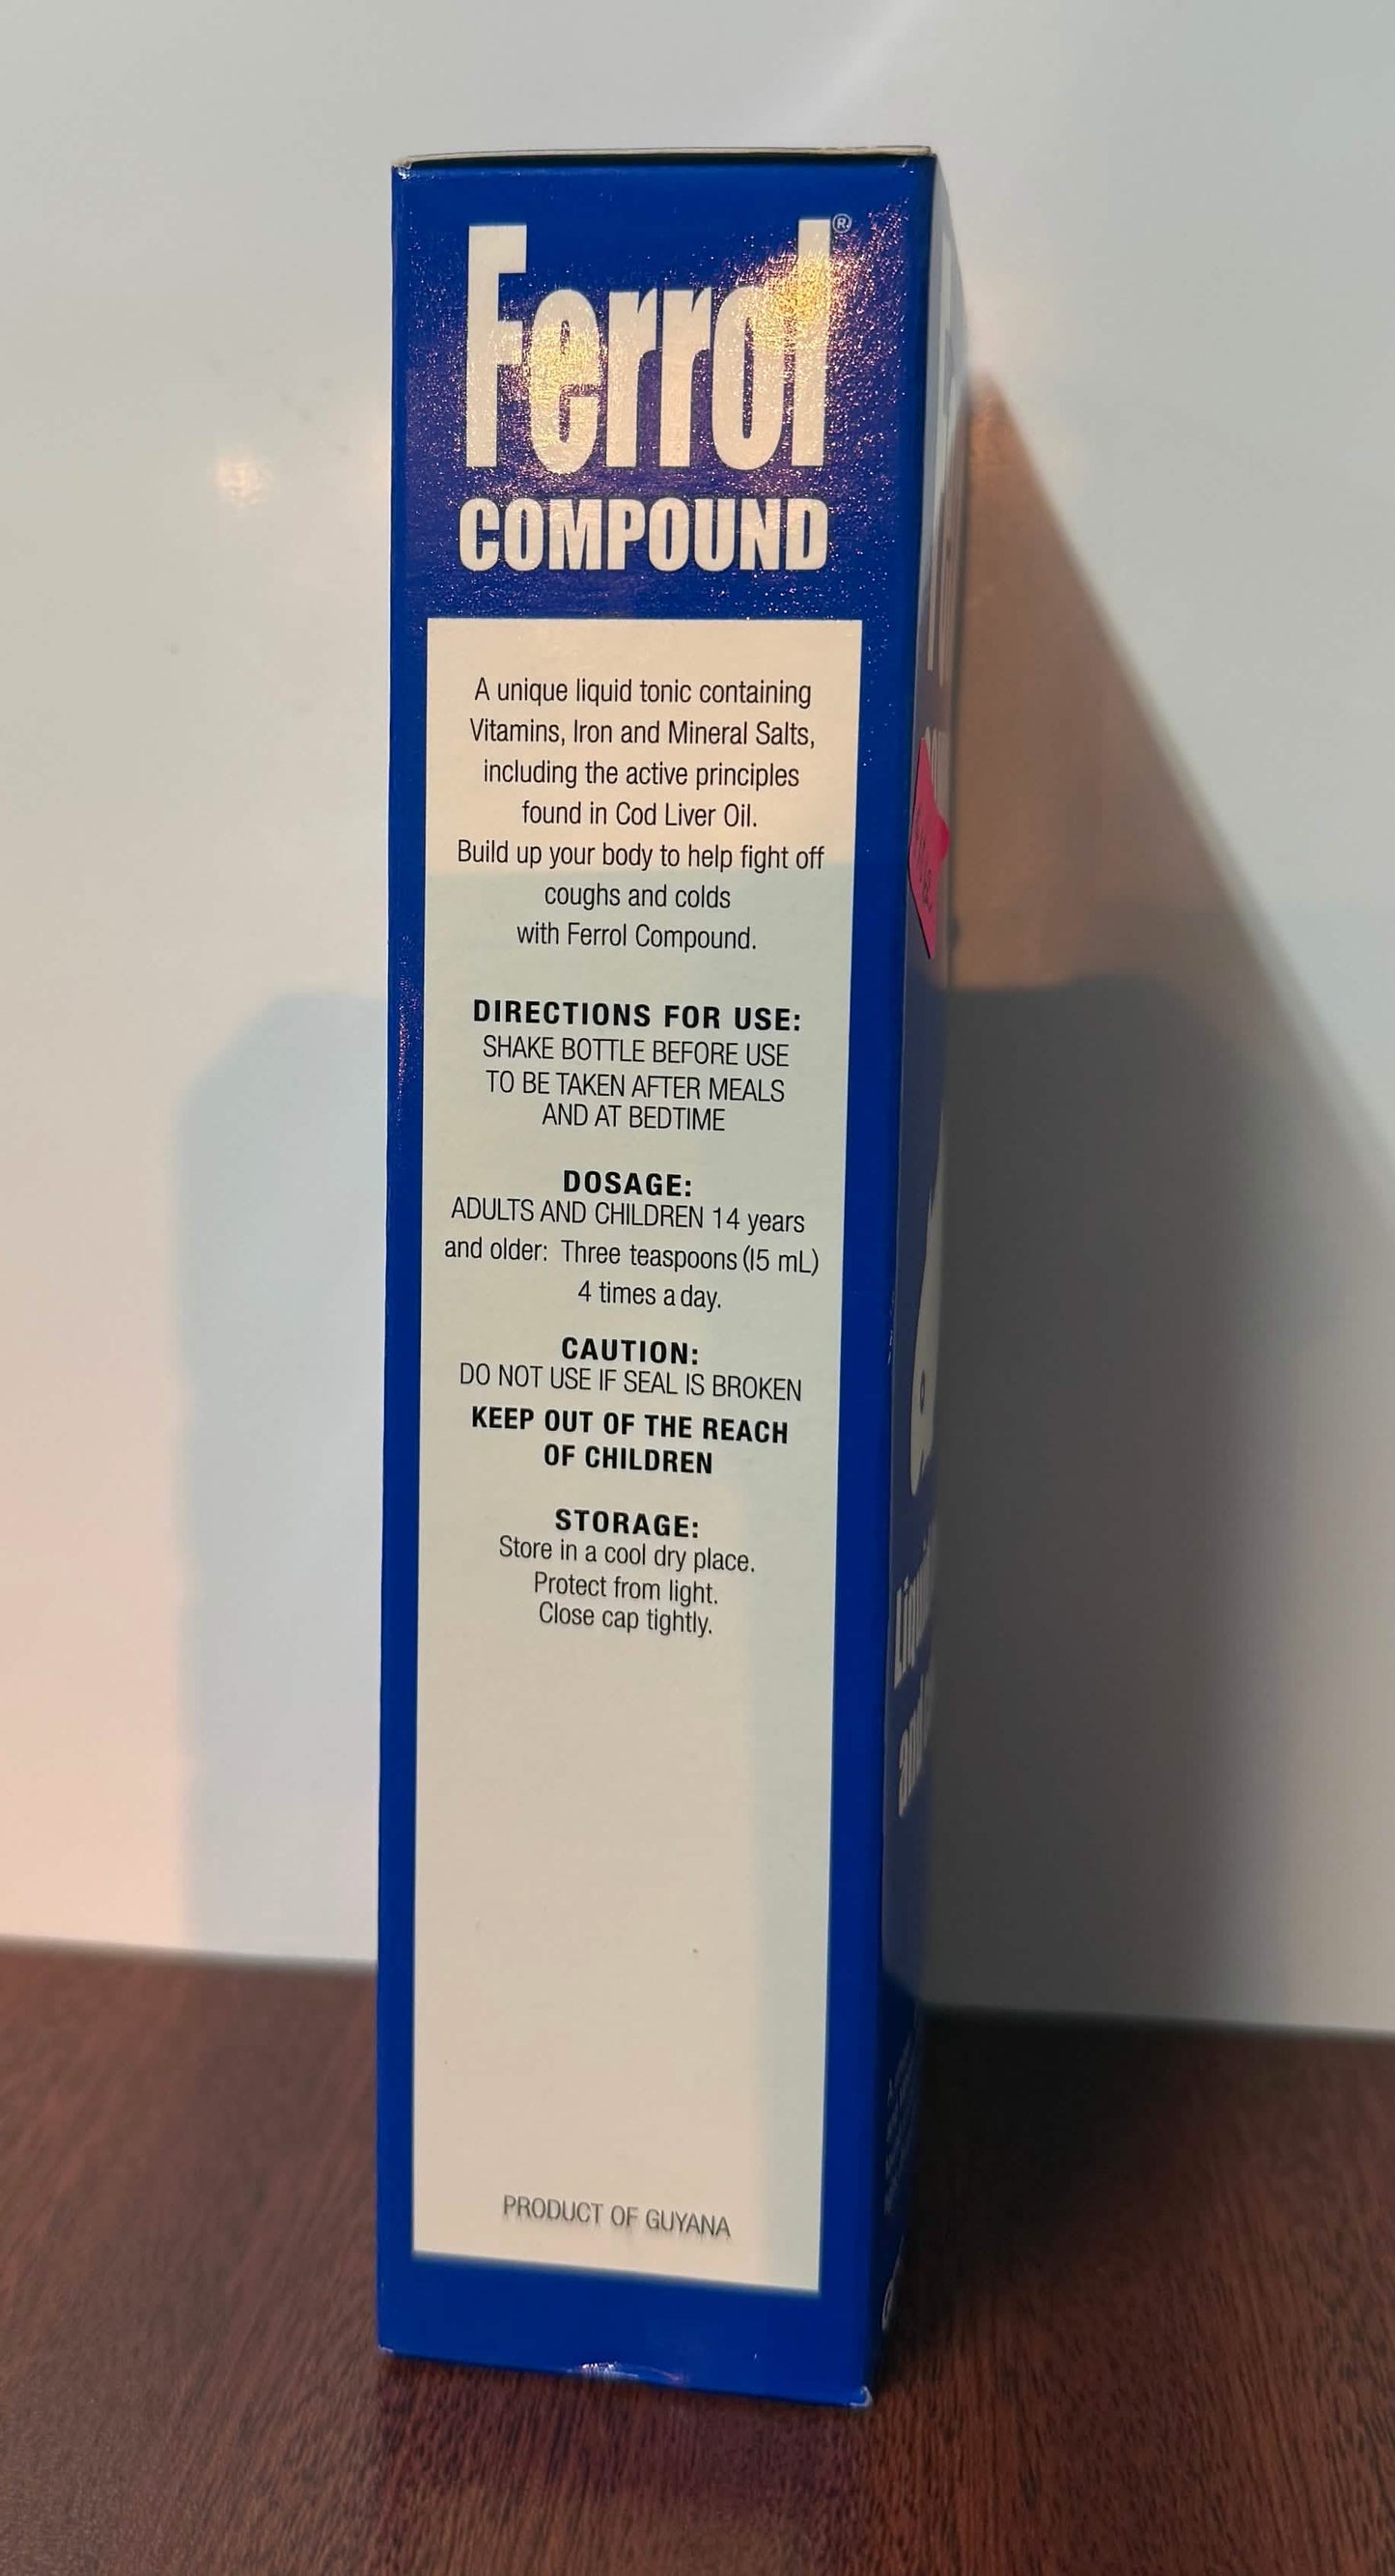 Ferrol®
COMPOUND
A unique liquid tonic containing
Vitamins, Iron and Mineral Salts,
including the active principles
found in Cod Liver Oil.
Build up your body to help fight off
coughs and colds
with Ferrol Compound.
DIRECTIONS FOR USE:
SHAKE BOTTLE BEFORE USE
TO BE TAKEN AFTER MEALS
AND AT BEDTIME
DOSAGE:
ADULTS AND CHILDREN 14 years
and older: Three teaspoons (15 mL)
4 times a day.
CAUTION:
DO NOT USE IF SEAL IS BROKEN
KEEP OUT OF THE REACH
OF CHILDREN
STORAGE:
Store in a cool dry place.
Protect from light.
Close cap tightly.
PRODUCT OF GUYANA